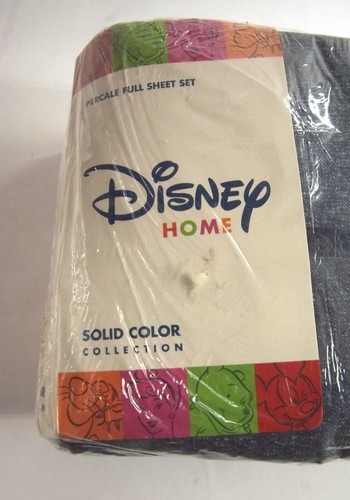 PERCALE FULL SHEET SET
Disney
HOME
SOLID COLOR
COLLECTION